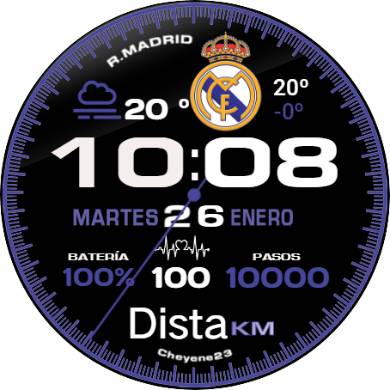 R.MADRID
20 º
20º
-0º
10:08
MARTES 26 ENERO
BATERÍA
PASOS
100% 100 10000
Dista KM
Cheyene23